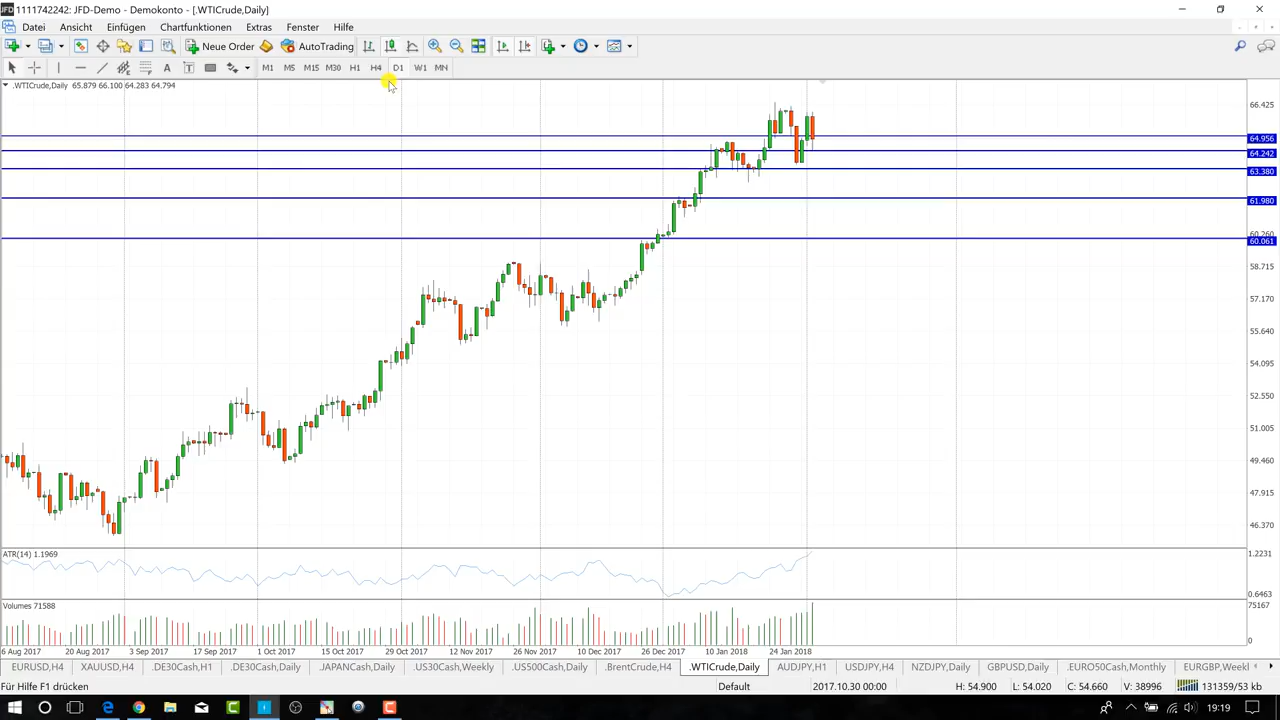 1111742242: JFD-Demo - Demokonto - [.WTICrude,Daily]
Datei Ansicht Einfügen Chartfunktionen Extras Fenster Hilfe
Neue Order AutoTrading
A T M1 M5 M15 M30 H1 H4 D1 W1 MN
.WTICrude,Daily 65.879 66.100 64.283 64.794
66.425
64.956
64.242
63.380
61.980
60.260
60.061
58.715
57.170
55.640
54.095
52.550
51.005
49.460
47.915
46.370
ATR(14) 1.1969
1.2231
0.6463
Volumes 71588
75167
0
6 Aug 2017 20 Aug 2017 3 Sep 2017 17 Sep 2017 1 Oct 2017 15 Oct 2017 29 Oct 2017 12 Nov 2017 26 Nov 2017 10 Dec 2017 26 Dec 2017 10 Jan 2018 24 Jan 2018
EURUSD,H4 XAUUSD,H4 .DE30Cash,H1 .DE30Cash,Daily .JAPANCash,Daily .US30Cash,Weekly .US500Cash,Daily .BrentCrude,H4 .WTICrude,Daily AUDJPY,H1 USDJPY,H4 NZDJPY,Daily GBPUSD,Daily .EURO50Cash,Monthly EURGBP,Weekl
Für Hilfe F1 drücken Default 2017.10.30 00:00 H: 54.900 L: 54.020 C: 54.660 V: 38996 131359/53 kb
19:19